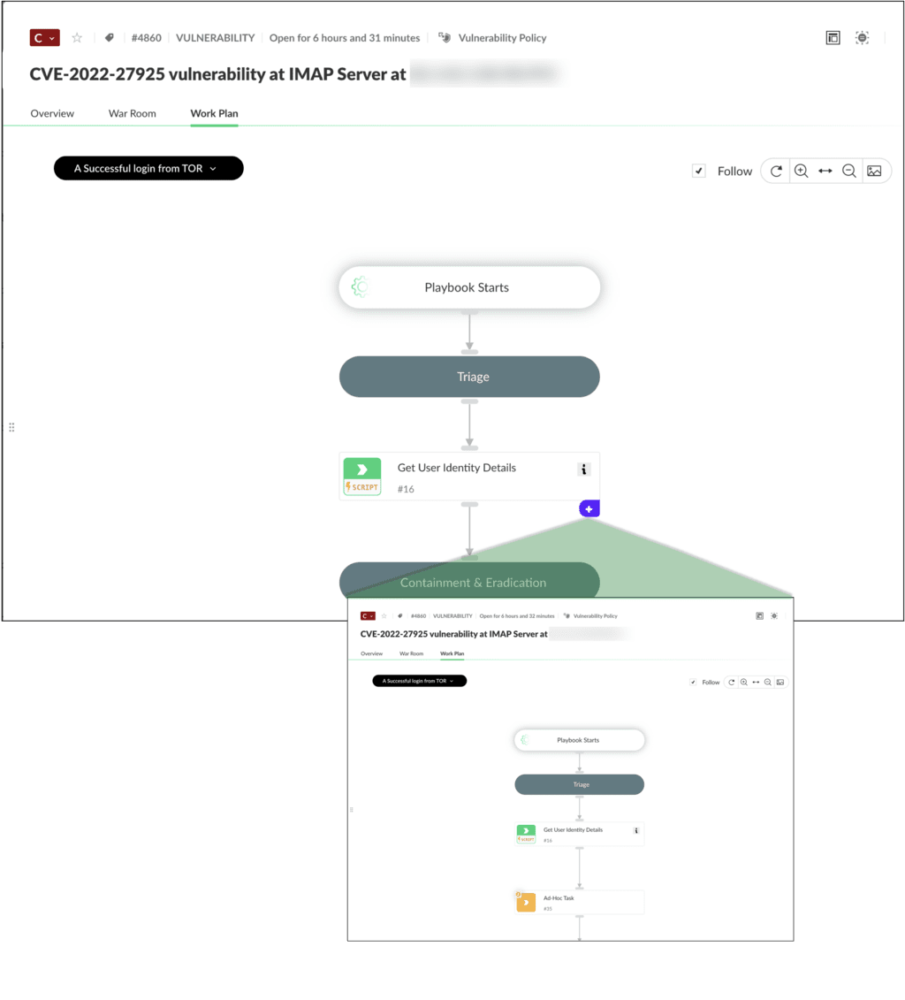 C #4860 VULNERABILITY Open for 6 hours and 31 minutes Vulnerability Policy
CVE-2022-27925 vulnerability at IMAP Server at
Overview War Room Work Plan
A Successful login from TOR
Follow
Playbook Starts
Triage
Get User Identity Details
SCRIPT
#16
Containment & Eradication
C #4860 VULNERABILITY Open for 6 hours and 32 minutes Vulnerability Policy
CVE-2022-27925 vulnerability at IMAP Server at
Overview War Room Work Plan
A Successful login from TOR
Follow
Playbook Starts
Triage
Get User Identity Details
SCRIPT
#16
Ad-Hoc Task
#35